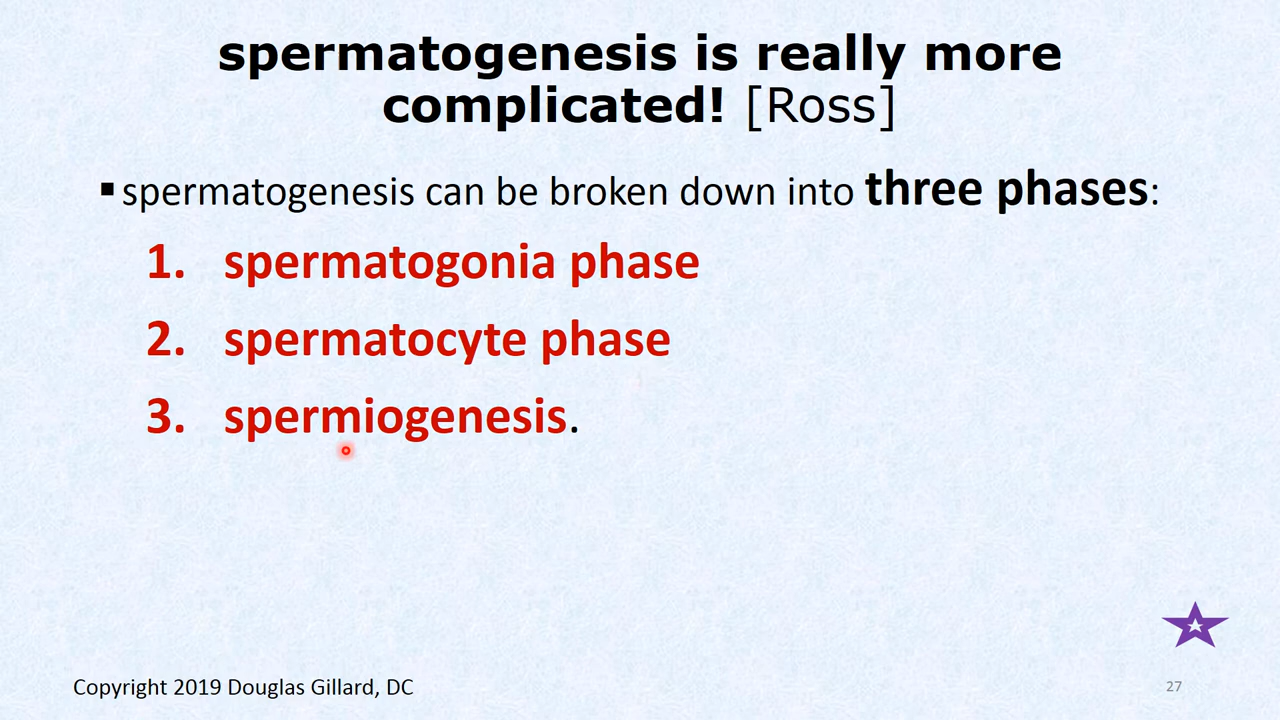 spermatogenesis is really more
complicated! [Ross]
▪ spermatogenesis can be broken down into three phases:
1. spermatogonia phase
2. spermatocyte phase
3. spermiogenesis.
Copyright 2019 Douglas Gillard, DC
27